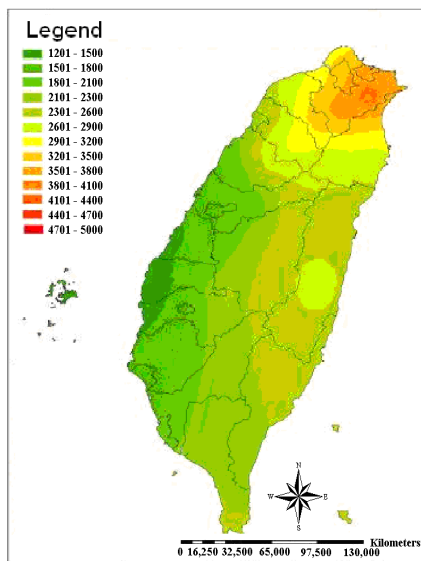 Legend
1201 - 1500
1501 - 1800
1801 - 2100
2101 - 2300
2301 - 2600
2601 - 2900
2901 - 3200
3201 - 3500
3501 - 3800
3801 - 4100
4101 - 4400
4401 - 4700
4701 - 5000
N
W E
S
Kilometers
0 16,250 32,500 65,000 97,500 130,000